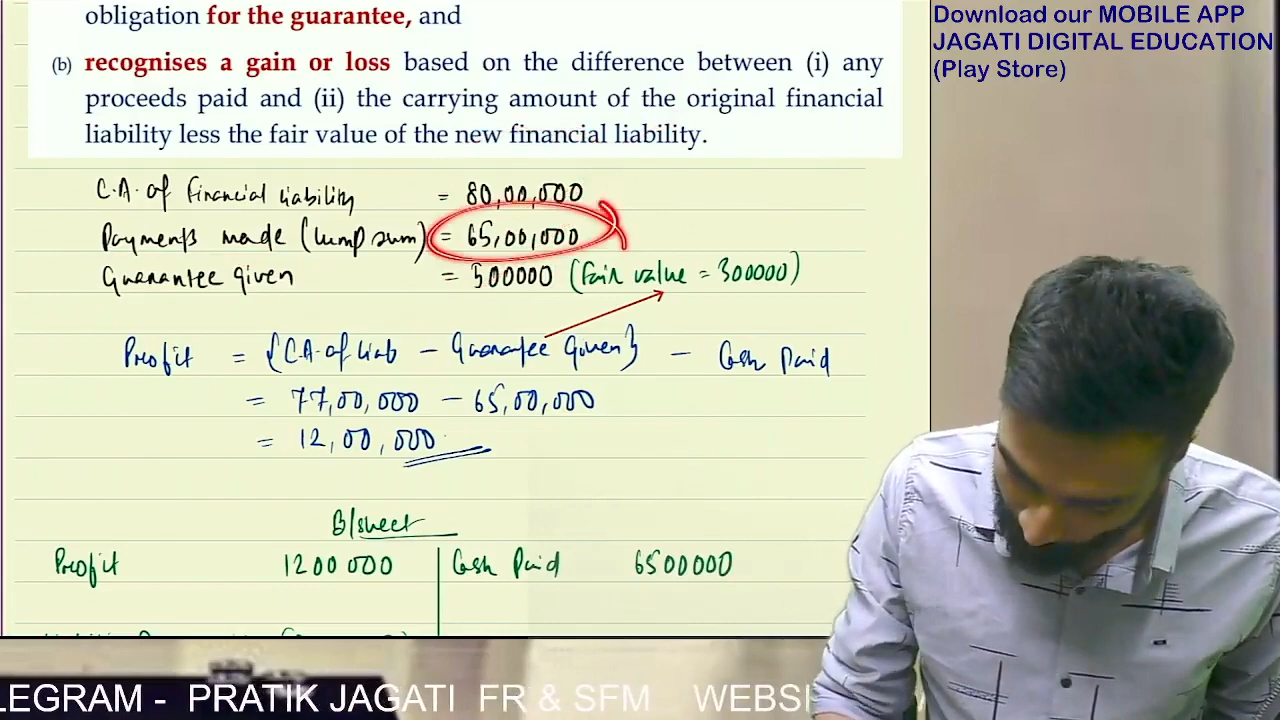 obligation for the guarantee, and
(b) recognises a gain or loss based on the difference between (i) any
proceeds paid and (ii) the carrying amount of the original financial
liability less the fair value of the new financial liability.
C.A. of Financial liability = 80,00,000
Payments made (lump sum) = 65,00,000
Guarantee given = 500000 (Fair value = 300000)
Profit = {C.A. of Liab - Guarantee Given} - Cash Paid
= 77,00,000 - 65,00,000
= 12,00,000
B/sheet
Profit 1200000 Cash Paid 6500000
Download our MOBILE APP
JAGATI DIGITAL EDUCATION
(Play Store)
LEGRAM - PRATIK JAGATI FR & SFM WEBSI